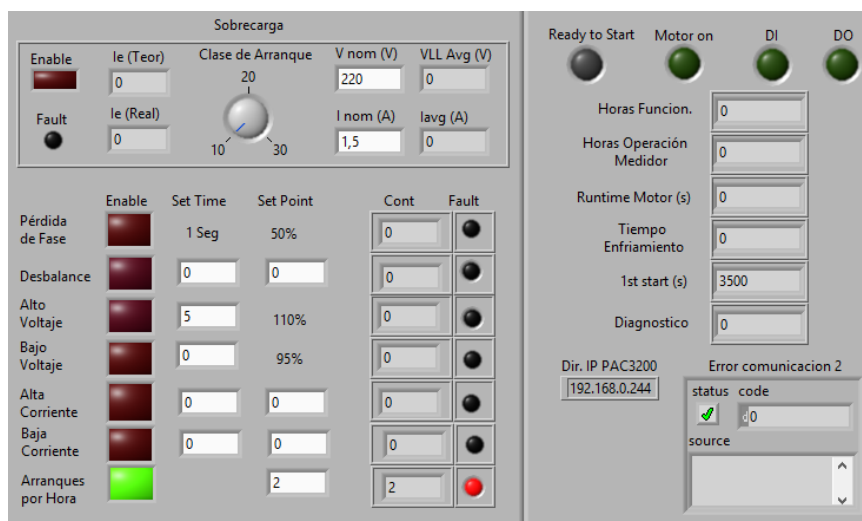 Sobrecarga
Enable
Ie (Teor)
Clase de Arranque
V nom (V)
VLL Avg (V)
0
20
220
0
Fault
Ie (Real)
I nom (A)
Iavg (A)
0
10
30
1,5
0
Enable
Set Time
Set Point
Cont
Fault
Pérdida
de Fase
1 Seg
50%
0
Desbalance
0
0
0
Alto
Voltaje
5
110%
0
Bajo
Voltaje
0
95%
0
Alta
Corriente
0
0
0
Baja
Corriente
0
0
0
Arranques
por Hora
2
2
Ready to Start
Motor on
DI
DO
Horas Funcion.
0
Horas Operación
Medidor
0
Runtime Motor (s)
0
Tiempo
Enfriamiento
0
1st start (s)
3500
Diagnostico
0
Dir. IP PAC3200
192.168.0.244
Error comunicacion 2
status
code
d0
source